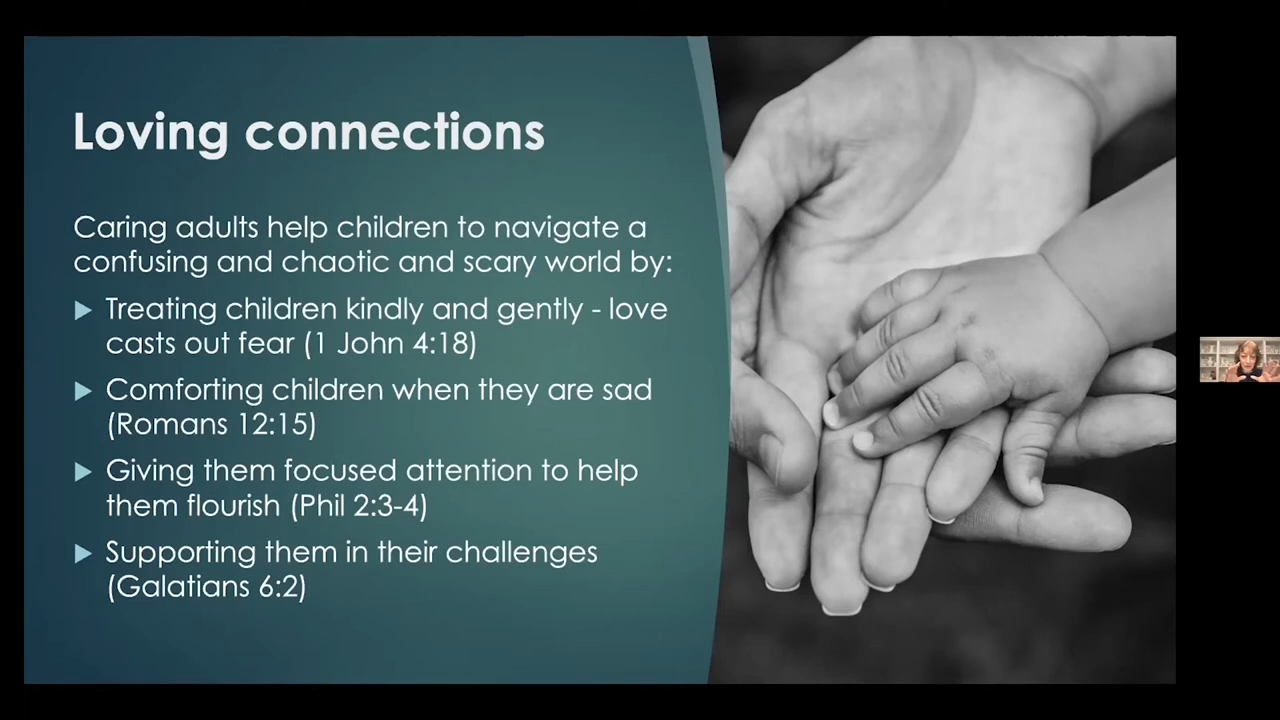 Loving connections
Caring adults help children to navigate a
confusing and chaotic and scary world by:
Treating children kindly and gently - love
casts out fear (1 John 4:18)
Comforting children when they are sad
(Romans 12:15)
Giving them focused attention to help
them flourish (Phil 2:3-4)
Supporting them in their challenges
(Galatians 6:2)